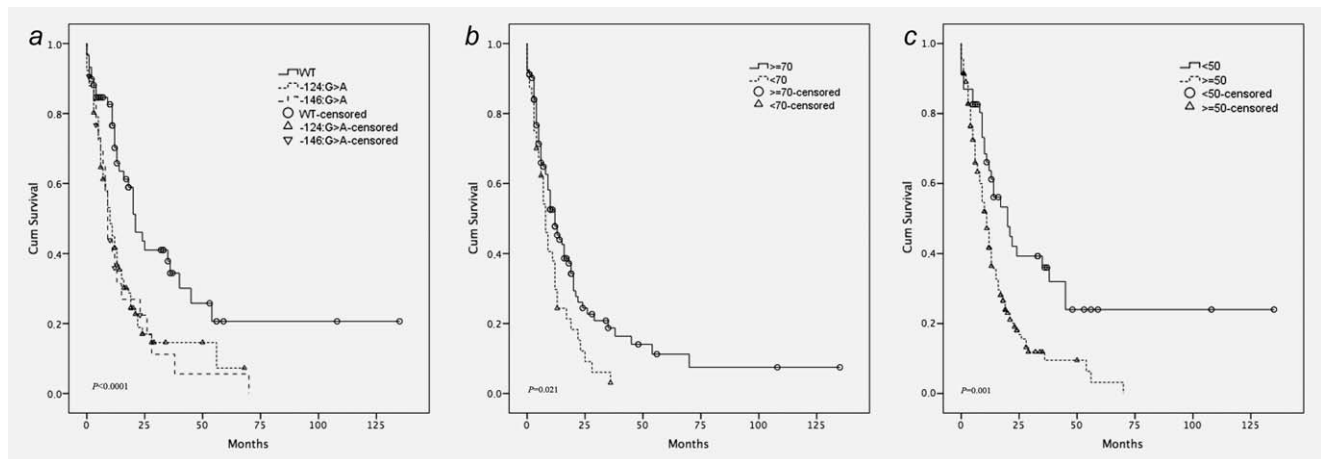 a
1.0
0.8
0.6
0.4
0.2
0.0
Cum Survival
WT
-124:G>A
-146:G>A
WT-censored
-124:G>A-censored
-146:G>A-censored
P<0.0001
0 25 50 75 100 125
Months
b
1.0
0.8
0.6
0.4
0.2
0.0
Cum Survival
>=70
<70
>=70-censored
<70-censored
P=0.021
0 25 50 75 100 125
Months
c
1.0
0.8
0.6
0.4
0.2
0.0
Cum Survival
<50
>=50
<50-censored
>=50-censored
P=0.001
0 25 50 75 100 125
Months